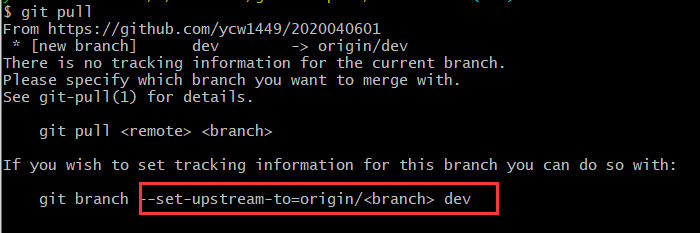 $ git pull
From https://github.com/ycw1449/2020040601
 * [new branch]      dev        -> origin/dev
There is no tracking information for the current branch.
Please specify which branch you want to merge with.
See git-pull(1) for details.
    git pull <remote> <branch>
If you wish to set tracking information for this branch you can do so with:
    git branch --set-upstream-to=origin/<branch> dev